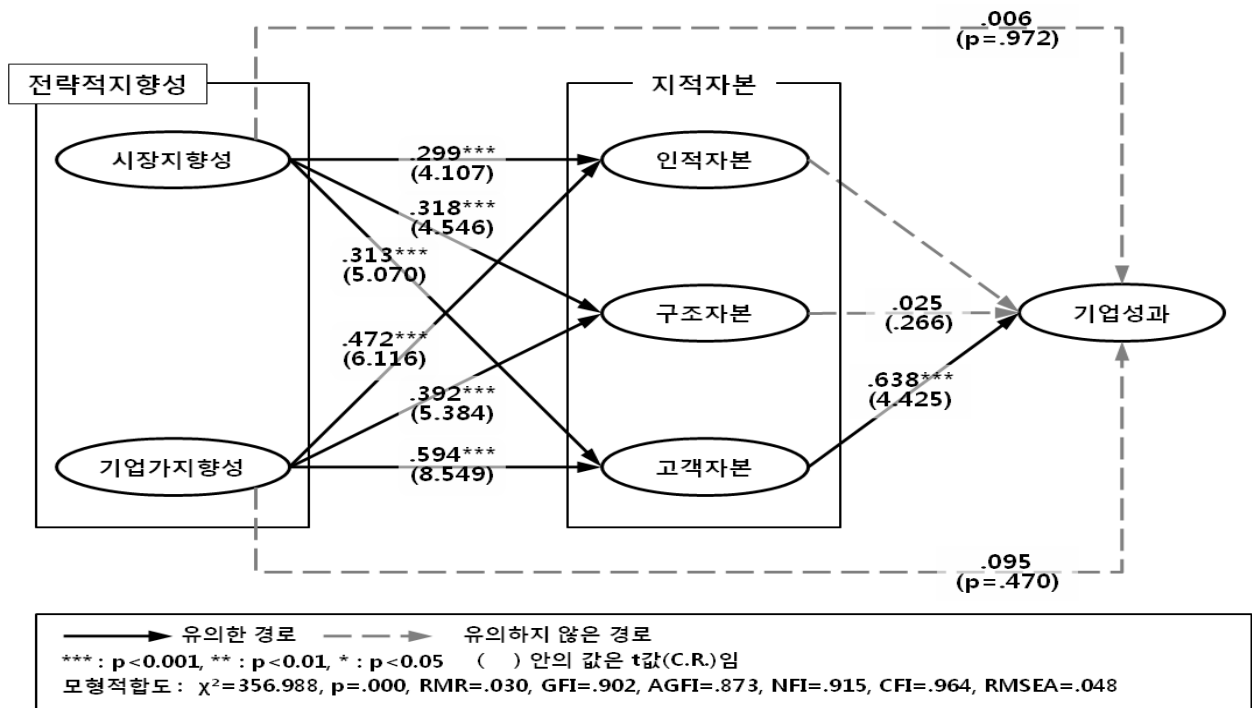 .006
(p=.972)
전략적지향성
지적자본
시장지향성
.299***
(4.107)
인적자본
.318***
(4.546)
.313***
(5.070)
구조자본
.025
(.266)
기업성과
.472***
(6.116)
.638***
(4.425)
.392***
(5.384)
기업가지향성
.594***
(8.549)
고객자본
.095
(p=.470)
유의한 경로 유의하지 않은 경로
*** : p<0.001, ** : p<0.01, * : p<0.05 ( ) 안의 값은 t값(C.R.)임
모형적합도 : χ²=356.988, p=.000, RMR=.030, GFI=.902, AGFI=.873, NFI=.915, CFI=.964, RMSEA=.048